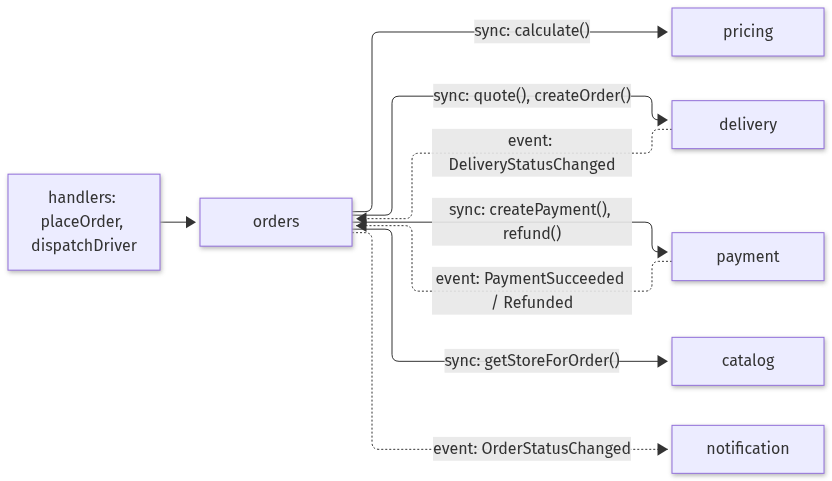 sync: calculate()
pricing
sync: quote(), createOrder()
delivery
event:
DeliveryStatusChanged
handlers:
placeOrder,
dispatchDriver
orders
sync: createPayment(),
refund()
payment
event: PaymentSucceeded
/ Refunded
sync: getStoreForOrder()
catalog
event: OrderStatusChanged
notification